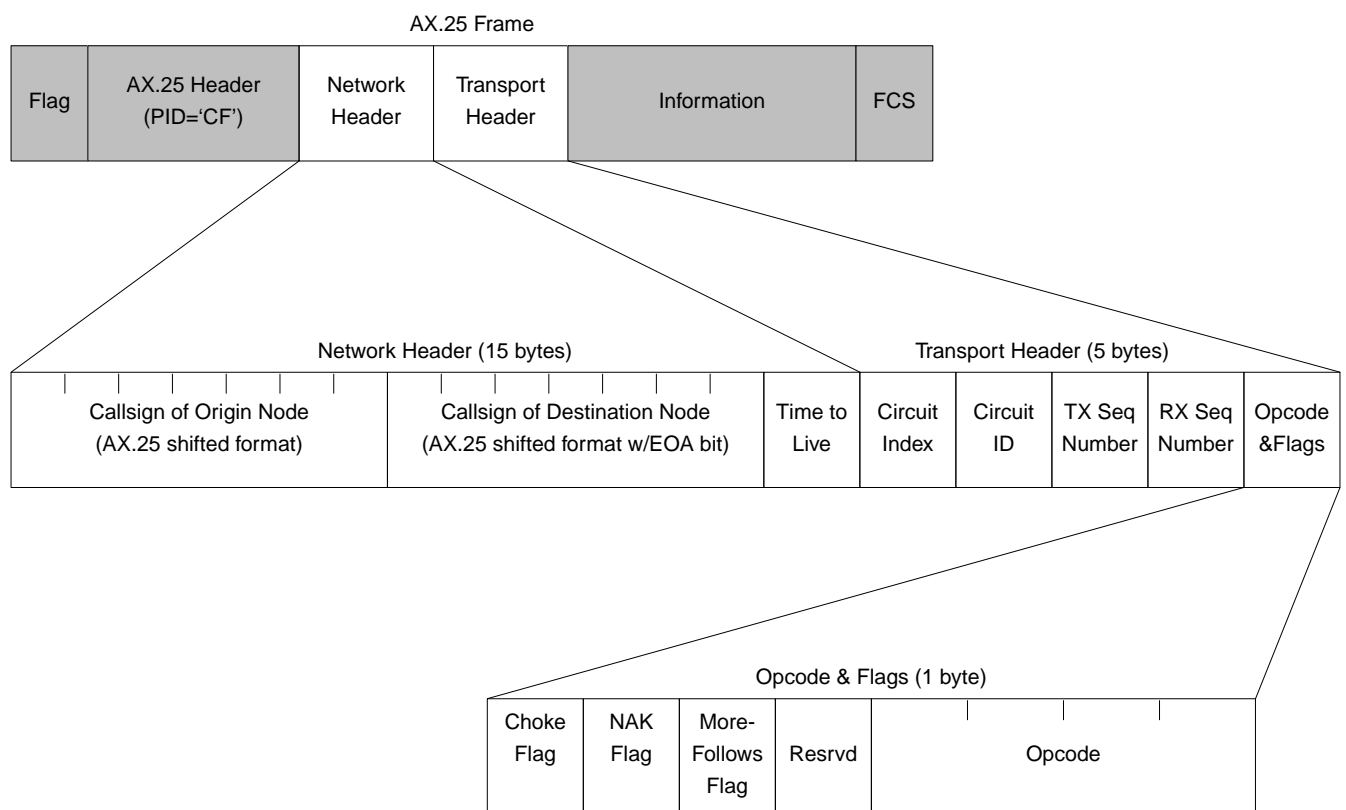 AX.25 Frame
Flag
AX.25 Header
(PID=‘CF’)
Network
Header
Transport
Header
Information
FCS
Network Header (15 bytes)
Transport Header (5 bytes)
Callsign of Origin Node
(AX.25 shifted format)
Callsign of Destination Node
(AX.25 shifted format w/EOA bit)
Time to
Live
Circuit
Index
Circuit
ID
TX Seq
Number
RX Seq
Number
Opcode
&Flags
Opcode & Flags (1 byte)
Choke
Flag
NAK
Flag
More-
Follows
Flag
Resrvd
Opcode